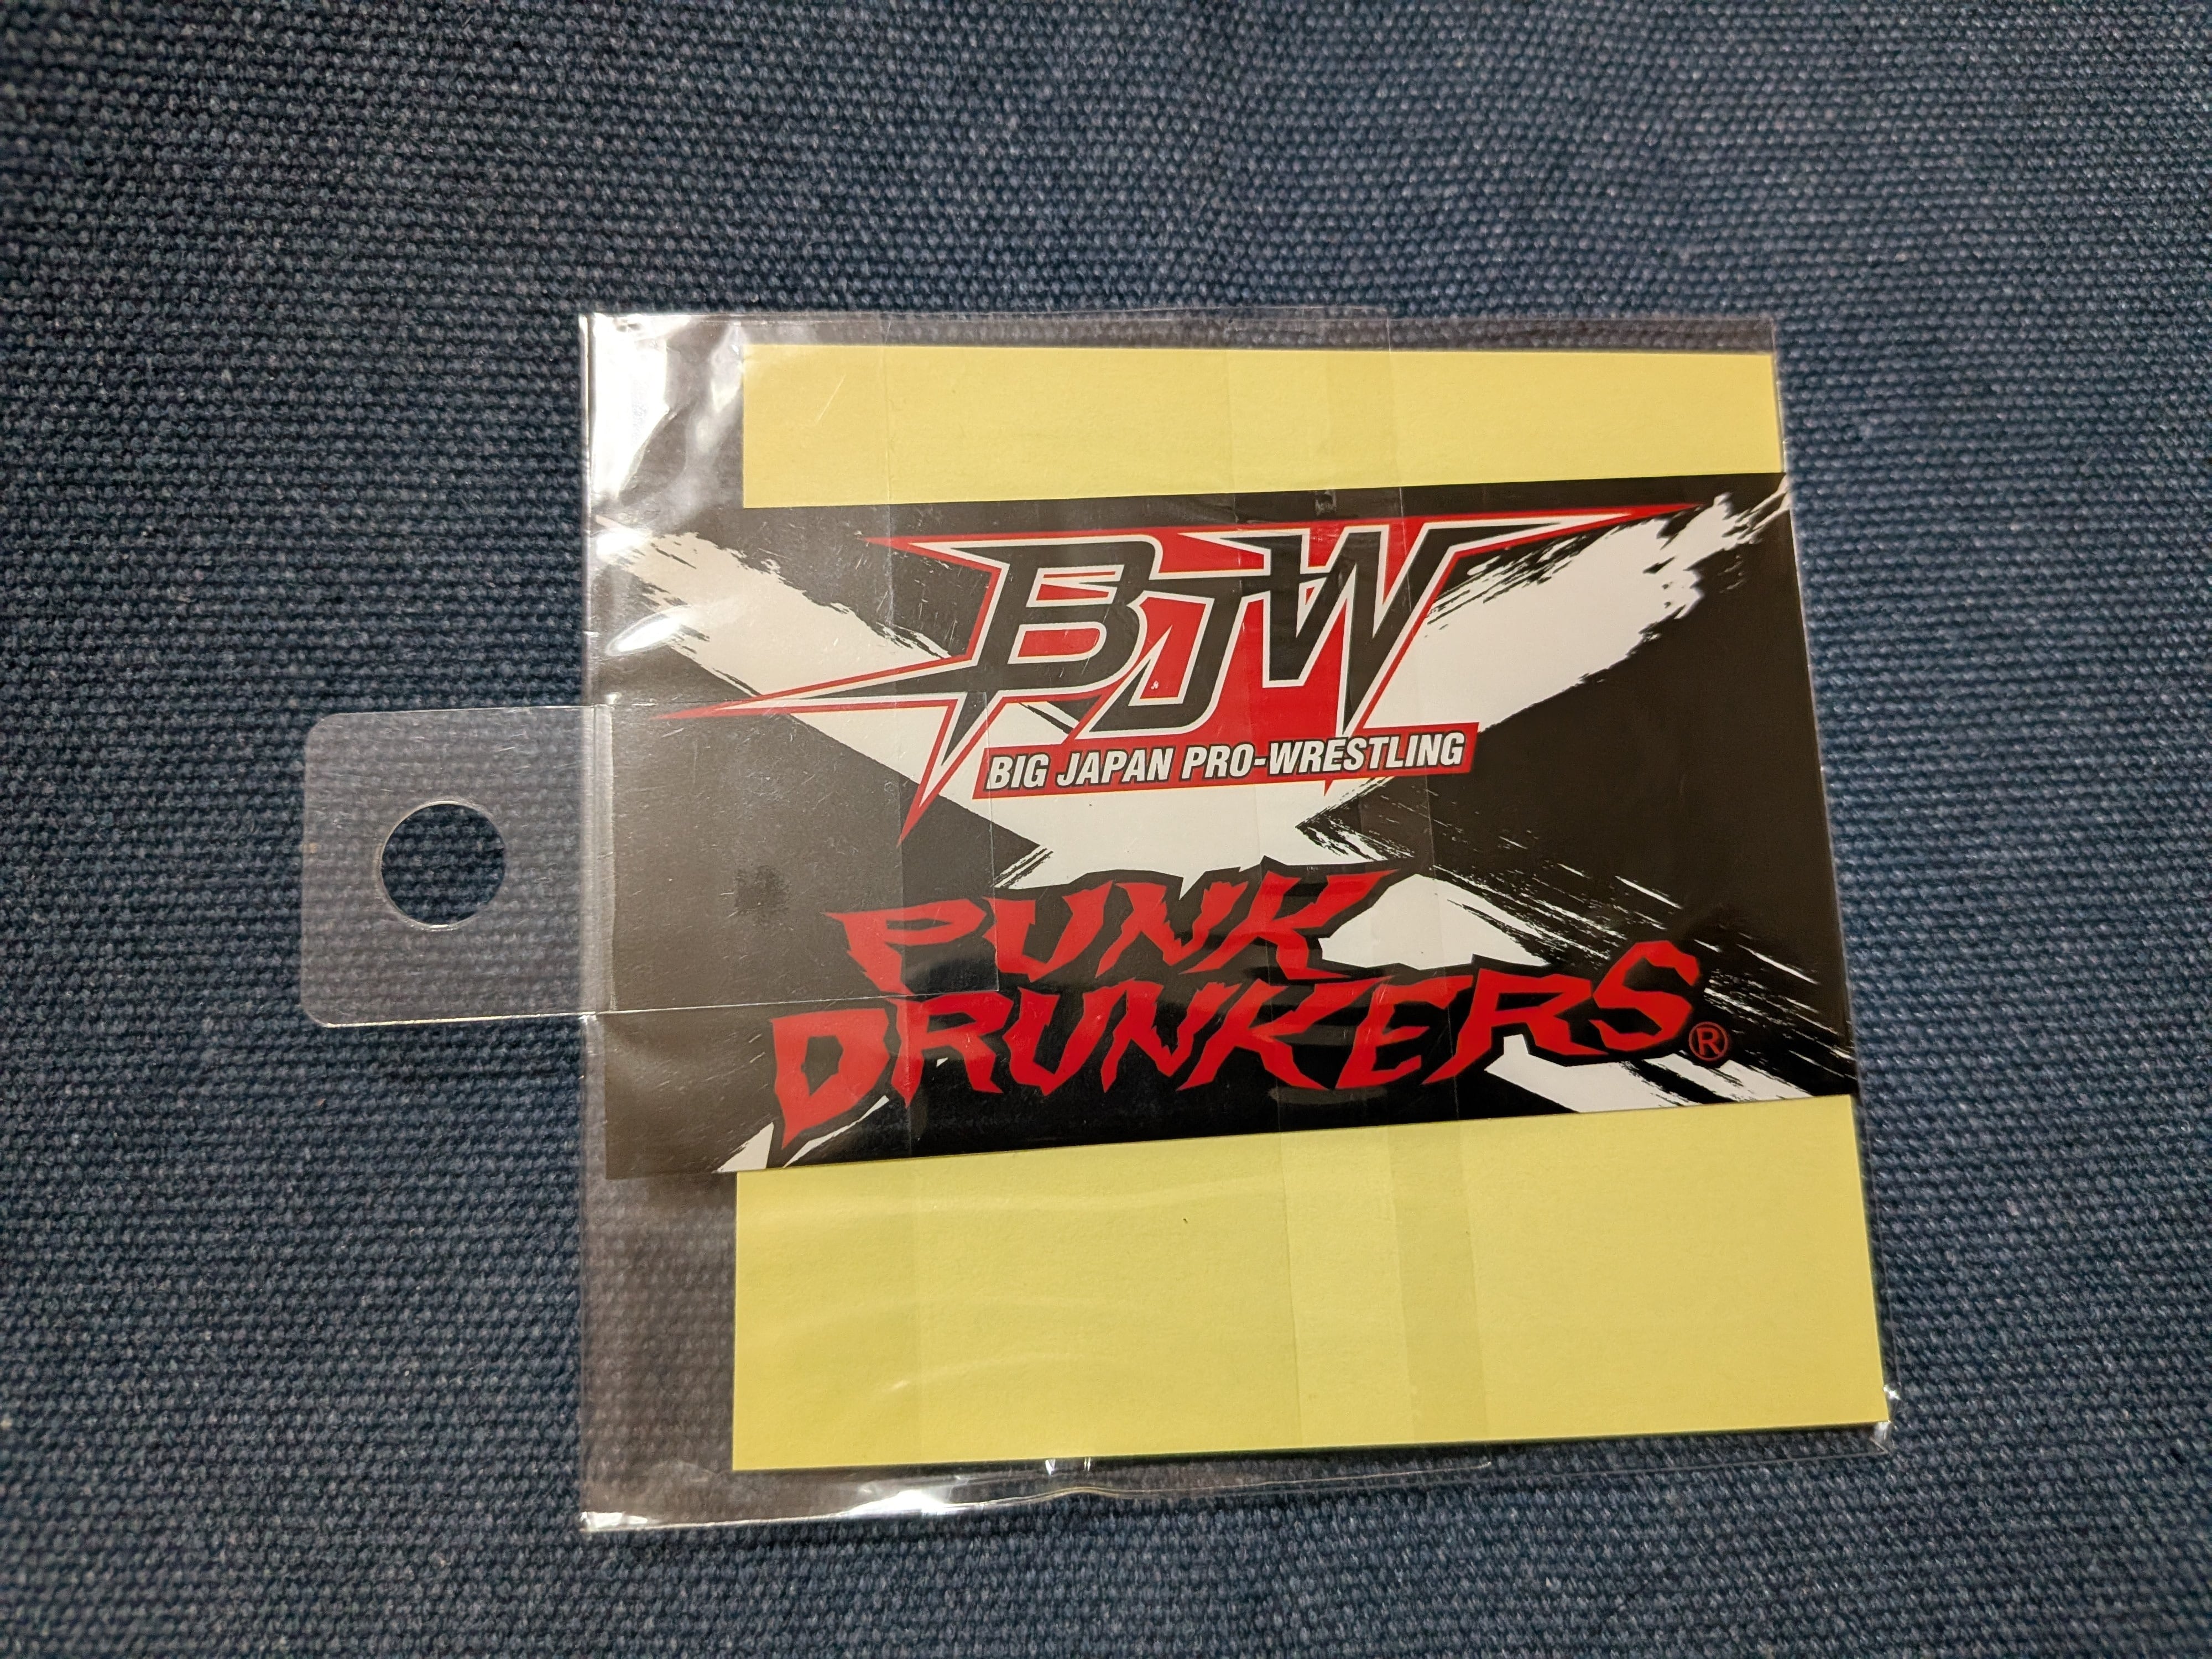 BJW
BIG JAPAN PRO-WRESTLING
PUNK
DRUNKERS®